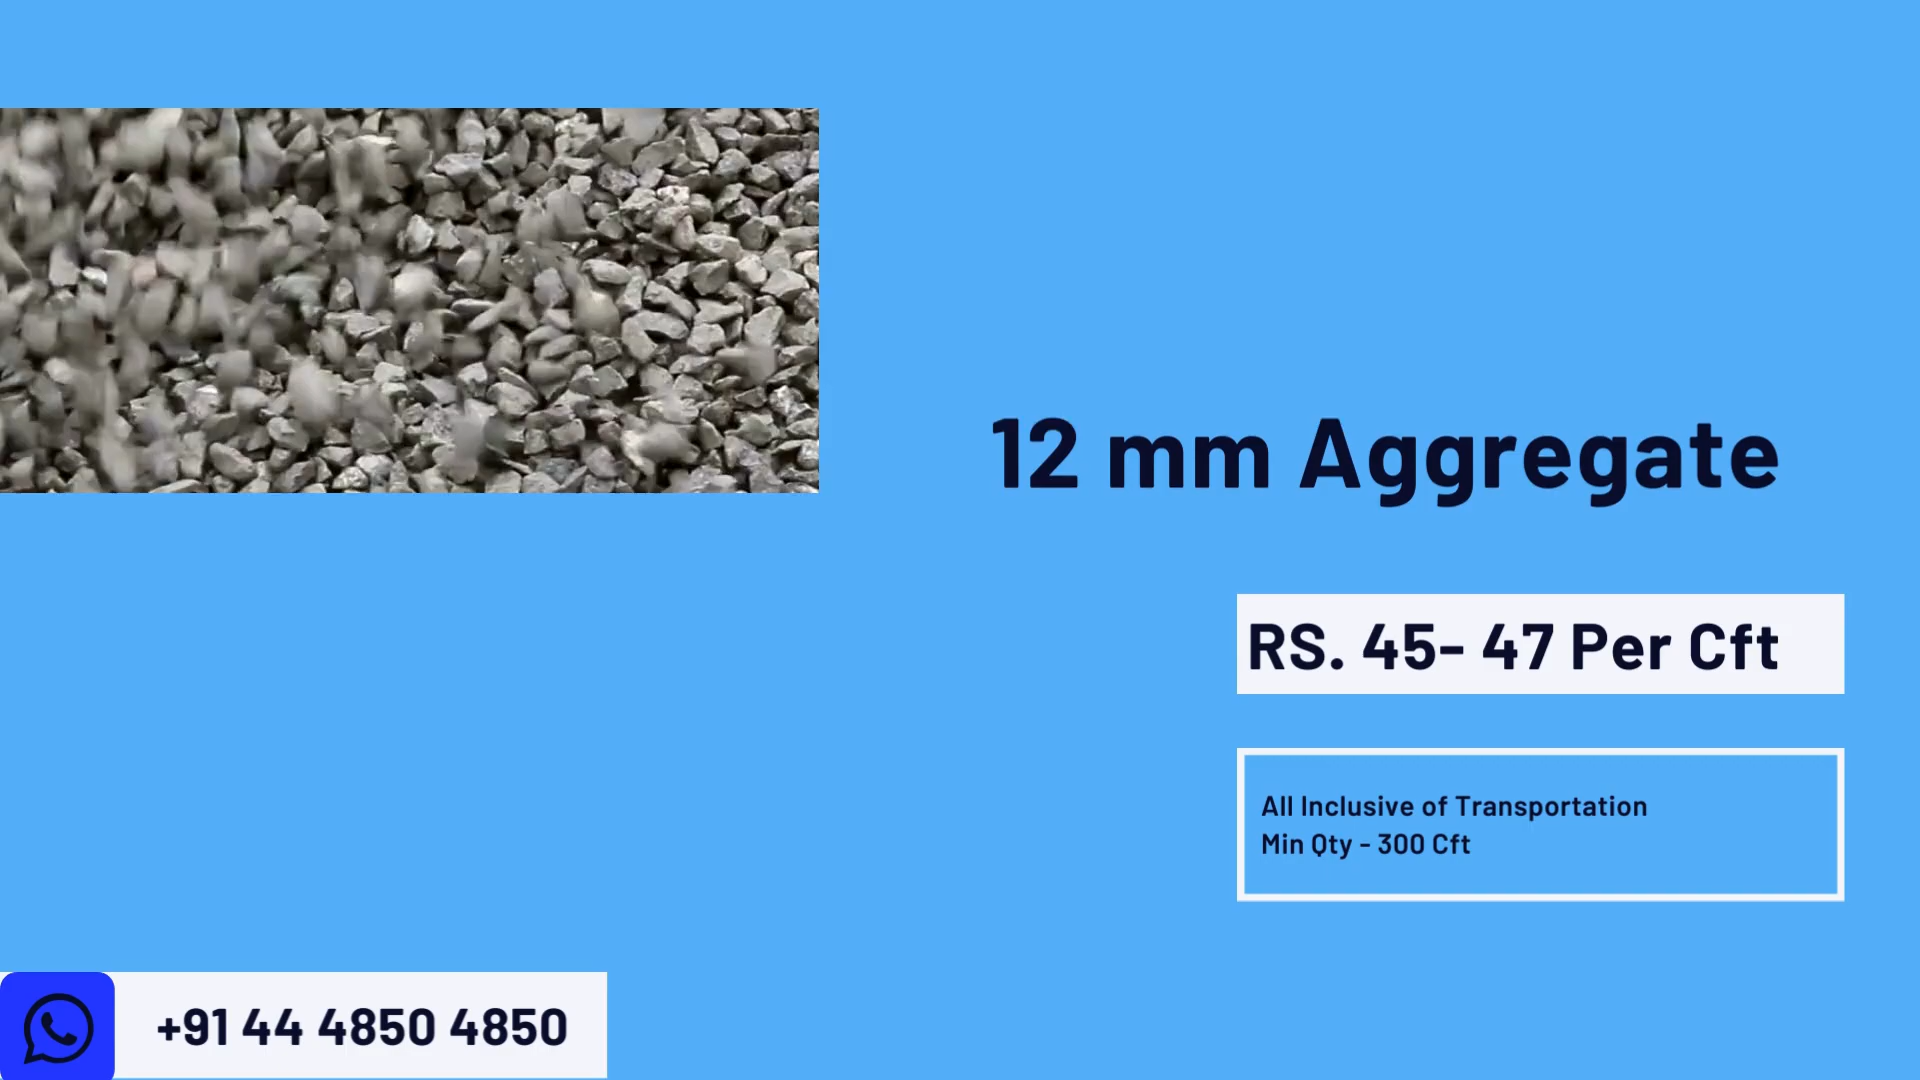 12 mm Aggregate
RS. 45- 47 Per Cft
All Inclusive of Transportation
Min Qty - 300 Cft
+91 44 4850 4850